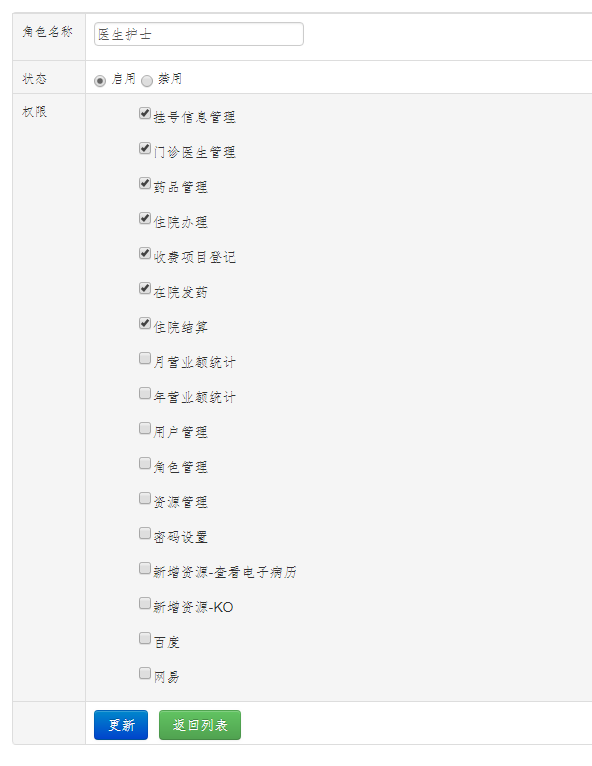 角色名称 医生护士
状态 启用 禁用
权限 挂号信息管理
门诊医生管理
药品管理
住院办理
收费项目登记
在院发药
住院结算
月营业额统计
年营业额统计
用户管理
角色管理
资源管理
密码设置
新增资源-查看电子病历
新增资源-KO
百度
网易
更新 返回列表